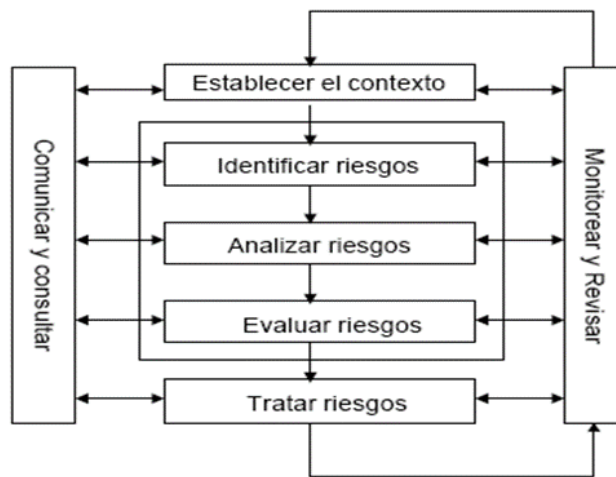 Establecer el contexto
Comunicar y consultar
Identificar riesgos
Analizar riesgos
Evaluar riesgos
Tratar riesgos
Monitorear y Revisar